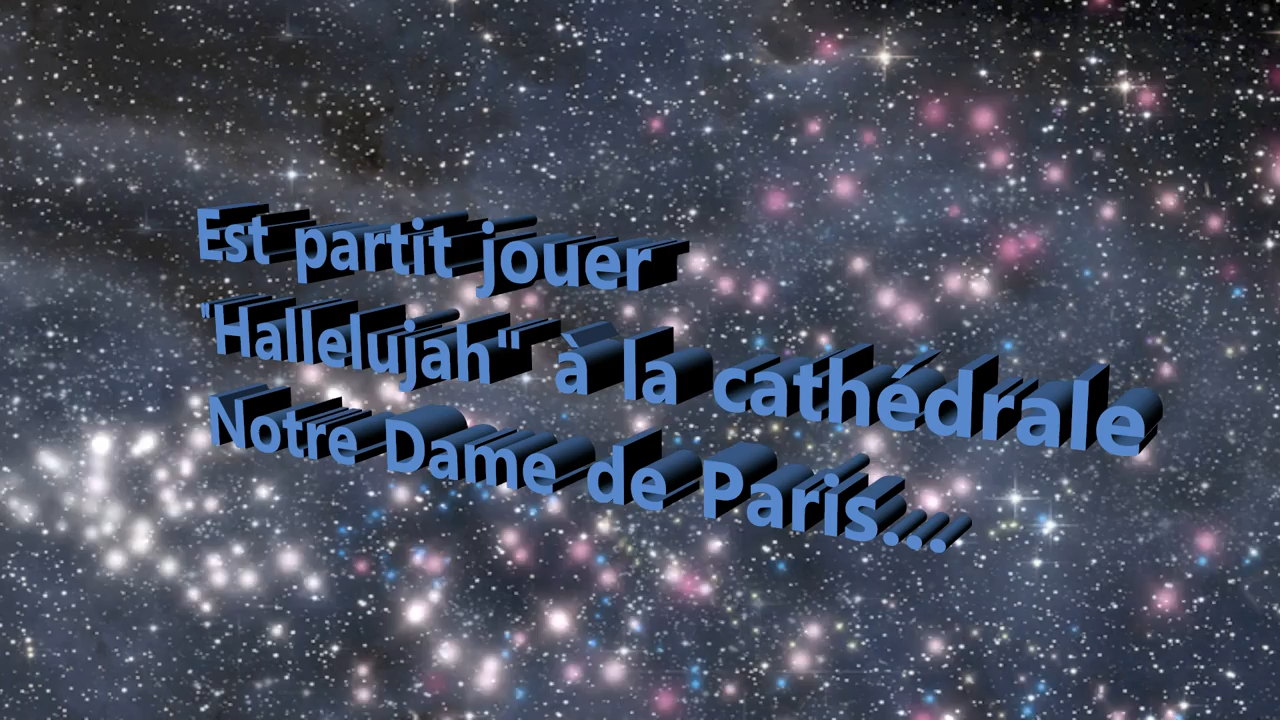 Est partit jouer
"Hallelujah" à la cathédrale
Notre Dame de Paris...